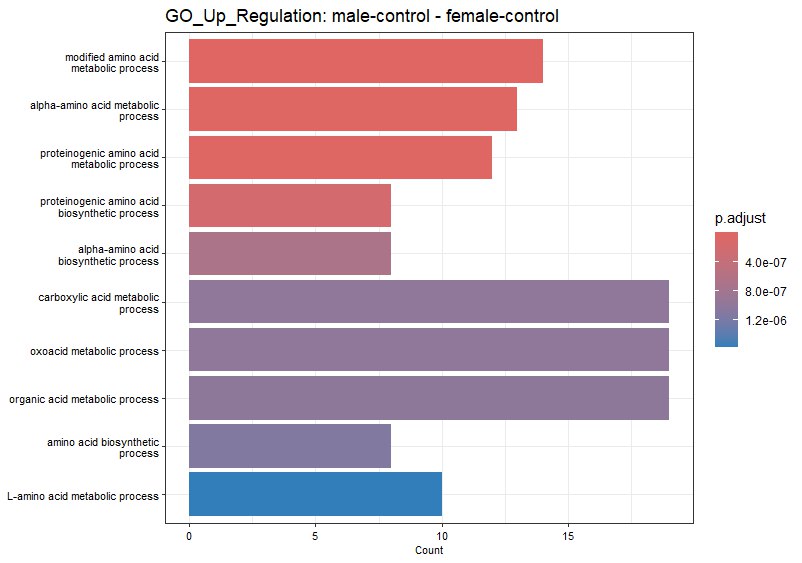 GO_Up_Regulation: male-control - female-control
modified amino acid
metabolic process
alpha-amino acid metabolic
process
proteinogenic amino acid
metabolic process
proteinogenic amino acid
biosynthetic process
alpha-amino acid
biosynthetic process
carboxylic acid metabolic
process
oxoacid metabolic process
organic acid metabolic process
amino acid biosynthetic
process
L-amino acid metabolic process
0 5 10 15
Count
p.adjust
4.0e-07
8.0e-07
1.2e-06